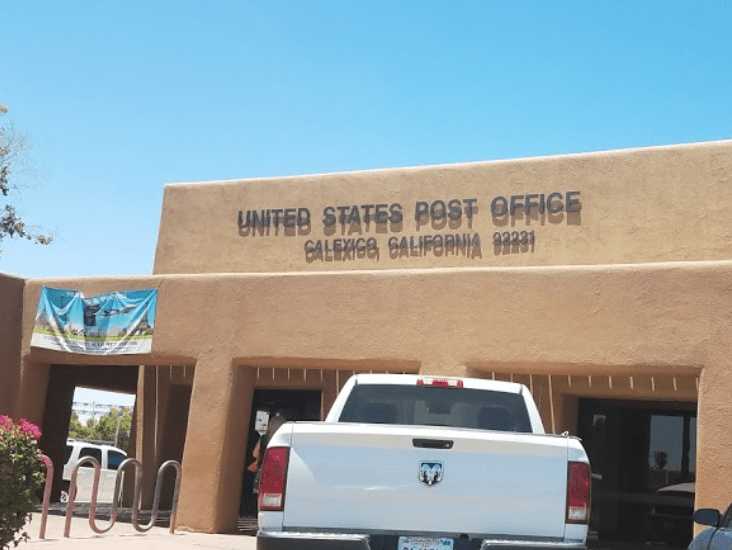 UNITED STATES POST OFFICE
CALEXICO, CALIFORNIA 92231